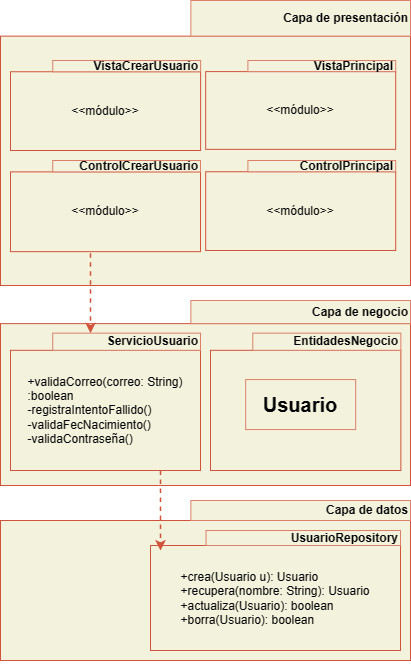 Capa de presentación
VistaCrearUsuario
<<módulo>>
VistaPrincipal
<<módulo>>
ControlCrearUsuario
<<módulo>>
ControlPrincipal
<<módulo>>
Capa de negocio
ServicioUsuario
+validaCorreo(correo: String)
:boolean
-registraIntentoFallido()
-validaFecNacimiento()
-validaContraseña()
EntidadesNegocio
Usuario
Capa de datos
UsuarioRepository
+crea(Usuario u): Usuario
+recupera(nombre: String): Usuario
+actualiza(Usuario): boolean
+borra(Usuario): boolean